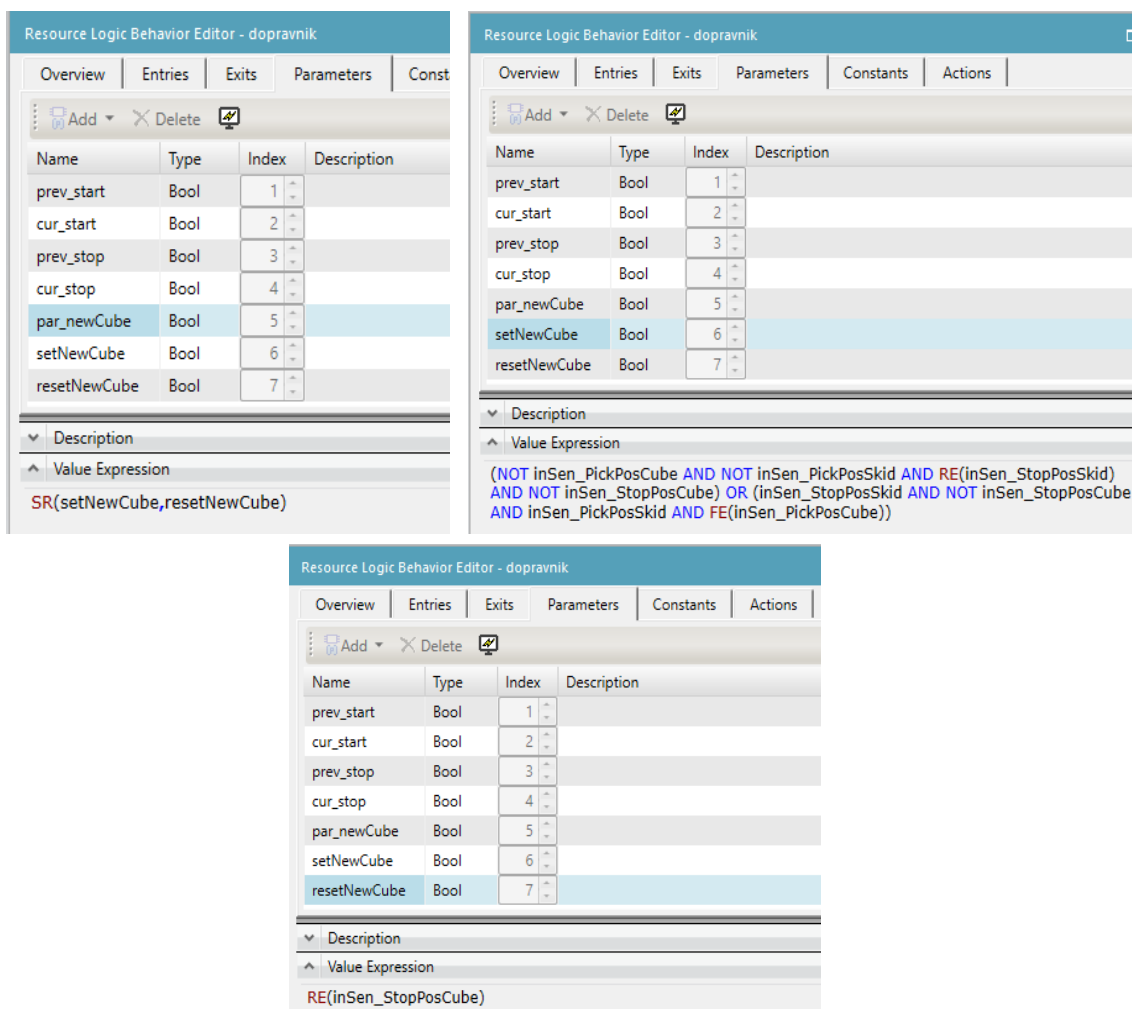 Resource Logic Behavior Editor - dopravnik
Overview Entries Exits Parameters Const
Add Delete
Name Type Index Description
prev_start Bool 1
cur_start Bool 2
prev_stop Bool 3
cur_stop Bool 4
par_newCube Bool 5
setNewCube Bool 6
resetNewCube Bool 7
Description
Value Expression
SR(setNewCube,resetNewCube)
Resource Logic Behavior Editor - dopravnik
Overview Entries Exits Parameters Constants Actions
Add Delete
Name Type Index Description
prev_start Bool 1
cur_start Bool 2
prev_stop Bool 3
cur_stop Bool 4
par_newCube Bool 5
setNewCube Bool 6
resetNewCube Bool 7
Description
Value Expression
(NOT inSen_PickPosCube AND NOT inSen_PickPosSkid AND RE(inSen_StopPosSkid)
AND NOT inSen_StopPosCube) OR (inSen_StopPosSkid AND NOT inSen_StopPosCube
AND inSen_PickPosSkid AND FE(inSen_PickPosCube))
Resource Logic Behavior Editor - dopravnik
Overview Entries Exits Parameters Constants Actions
Add Delete
Name Type Index Description
prev_start Bool 1
cur_start Bool 2
prev_stop Bool 3
cur_stop Bool 4
par_newCube Bool 5
setNewCube Bool 6
resetNewCube Bool 7
Description
Value Expression
RE(inSen_StopPosCube)